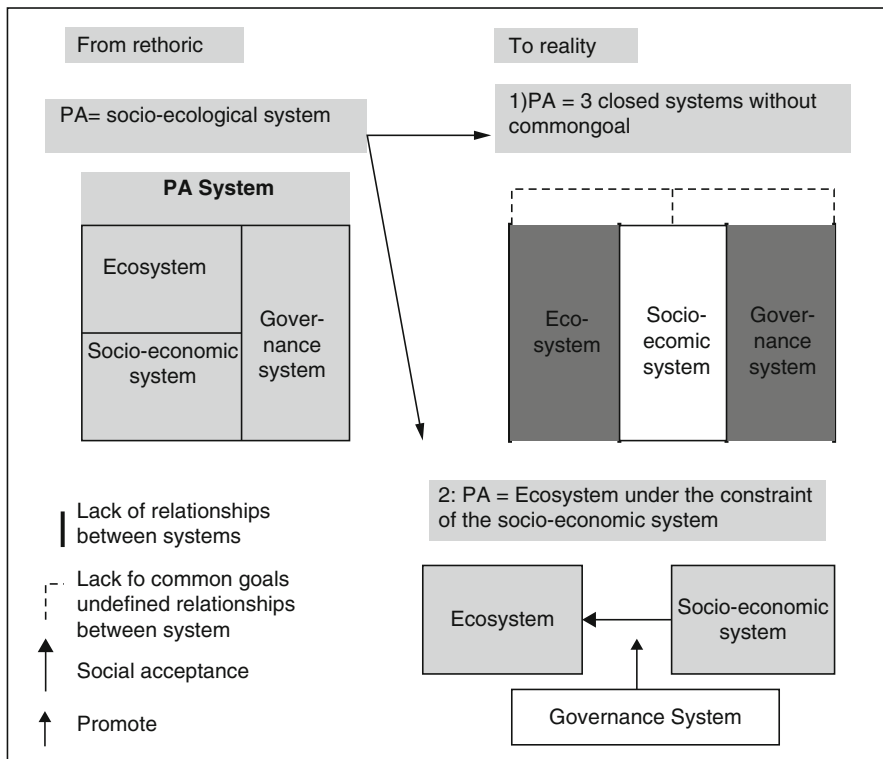 From rethoric
To reality
PA= socio-ecological system
1)PA = 3 closed systems without
commongoal
PA System
Ecosystem
Socio-economic
system
Gover-
nance
system
Eco-
system
Socio-
ecomic
system
Gover-
nance
system
2: PA = Ecosystem under the constraint
of the socio-economic system
Lack of relationships
between systems
Lack fo common goals
undefined relationships
between system
Social acceptance
Promote
Ecosystem
Socio-economic
system
Governance System